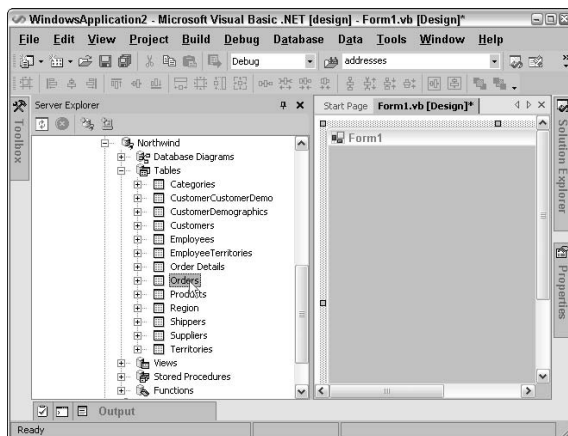 WindowsApplication2 - Microsoft Visual Basic .NET [design] - Form1.vb [Design]*
File Edit View Project Build Debug Database Data Tools Window Help
Debug addresses
Toolbox
Server Explorer
Northwind
Database Diagrams
Tables
Categories
CustomerCustomerDemo
CustomerDemographics
Customers
Employees
EmployeeTerritories
Order Details
Orders
Products
Region
Shippers
Suppliers
Territories
Views
Stored Procedures
Functions
Start Page Form1.vb [Design]*
Form1
Solution Explorer
Properties
Output
Ready